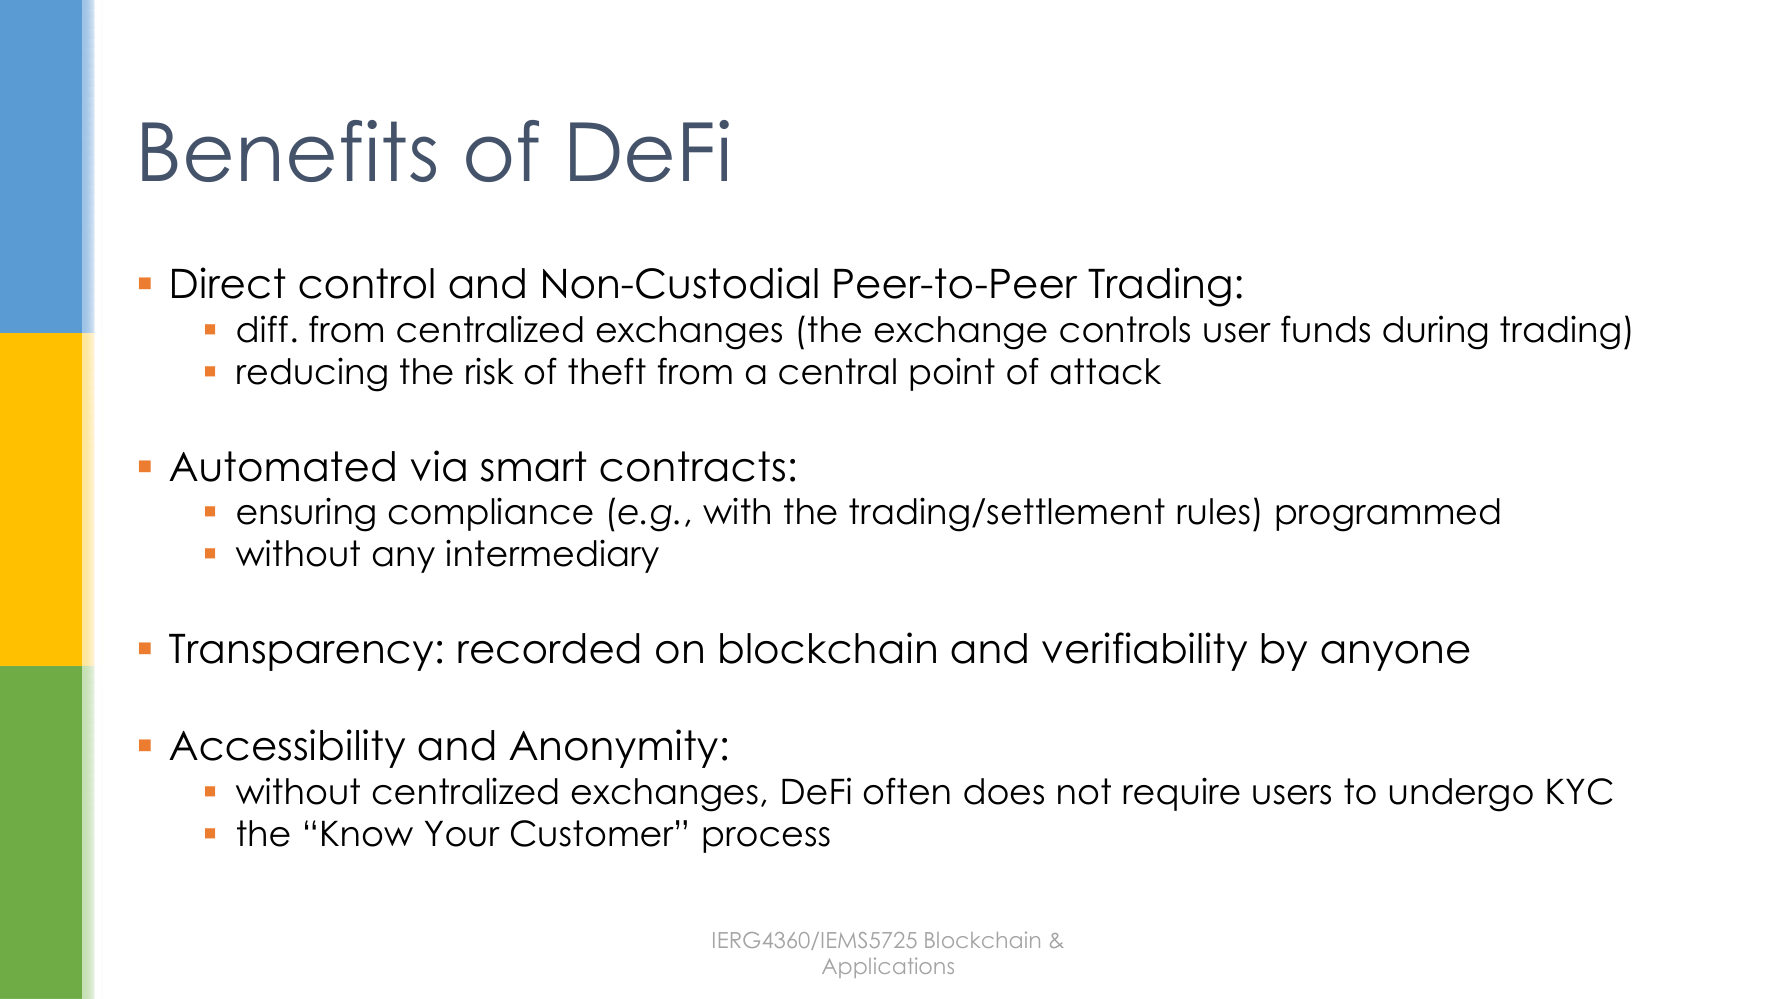 Benefits of DeFi
▪ Direct control and Non-Custodial Peer-to-Peer Trading:
▪ diff. from centralized exchanges (the exchange controls user funds during trading)
▪ reducing the risk of theft from a central point of attack
▪ Automated via smart contracts:
▪ ensuring compliance (e.g., with the trading/settlement rules) programmed
▪ without any intermediary
▪ Transparency: recorded on blockchain and verifiability by anyone
▪ Accessibility and Anonymity:
▪ without centralized exchanges, DeFi often does not require users to undergo KYC
▪ the “Know Your Customer” process
IERG4360/IEMS5725 Blockchain &
Applications